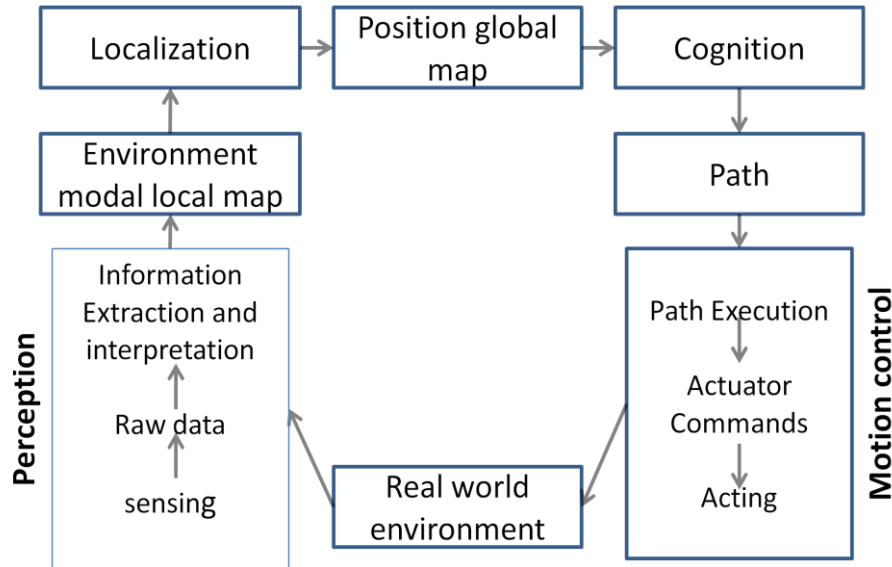 Localization
Position global
map
Cognition
Environment
modal local map
Path
Perception
Information
Extraction and
interpretation
Raw data
sensing
Real world
environment
Path Execution
Actuator
Commands
Acting
Motion control